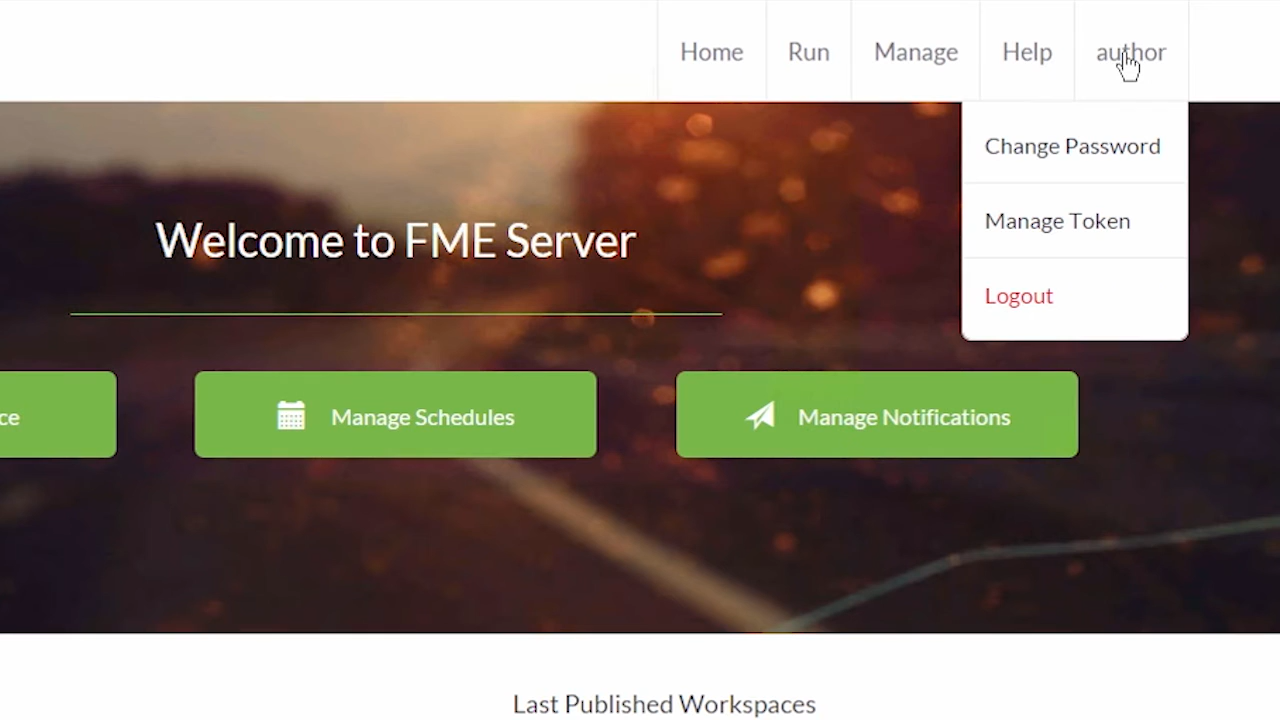 Home Run Manage Help author
Change Password
Manage Token
Logout
Welcome to FME Server
ce Manage Schedules Manage Notifications
Last Published Workspaces